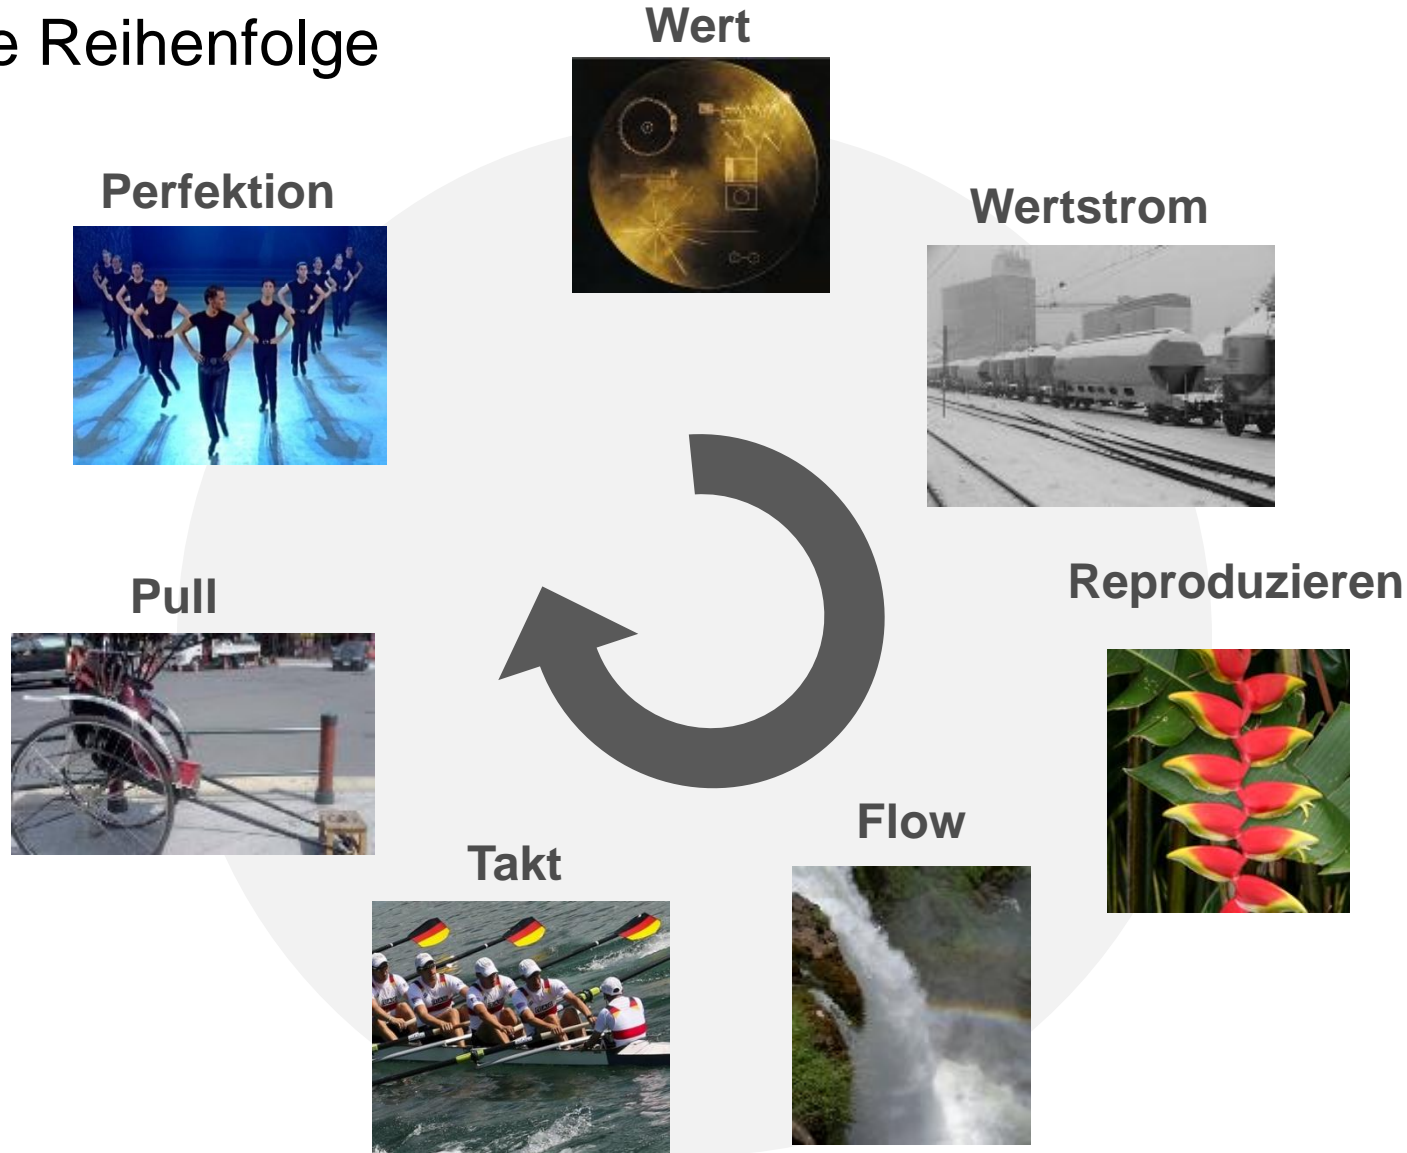 e Reihenfolge
Wert
Wertstrom
Reproduzieren
Flow
Takt
Pull
Perfektion